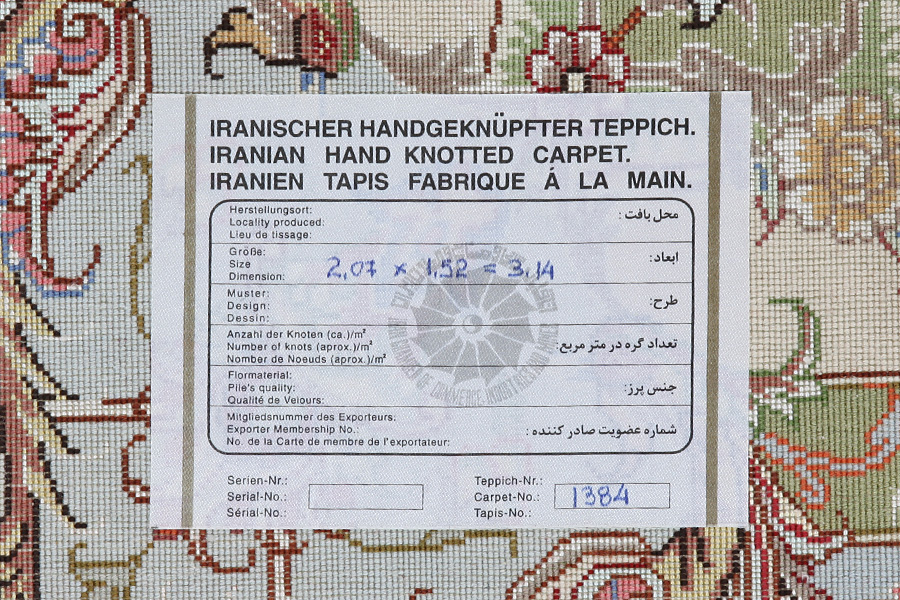 IRANISCHER HANDGEKNÜPFTER TEPPICH.
IRANIAN HAND KNOTTED CARPET.
IRANIEN TAPIS FABRIQUE Á LA MAIN.
Herstellungsort:
Locality produced:
Lieu de tissage:
محل بافت :
Größe:
Size
Dimension:
2,07 x 1,52 = 3,14
ابعاد:
Muster:
Design:
Dessin:
طرح:
Anzahl der Knoten (ca.)/m²
Number of knots (aprox.)/m²
Nomber de Noeuds (aprox.)/m²
تعداد گره در متر مربع:
Flormaterial:
Pile's quality:
Qualité de Velours:
جنس پرز:
Mitgliedsnummer des Exporteurs:
Exporter Membership No.:
No. de la Carte de membre de l'exportateur:
شماره عضویت صادر کننده :
Serien-Nr.:
Serial-No.:
Sérial-No.:
Teppich-Nr.:
Carpet-No.:
Tapis-No.:
1384